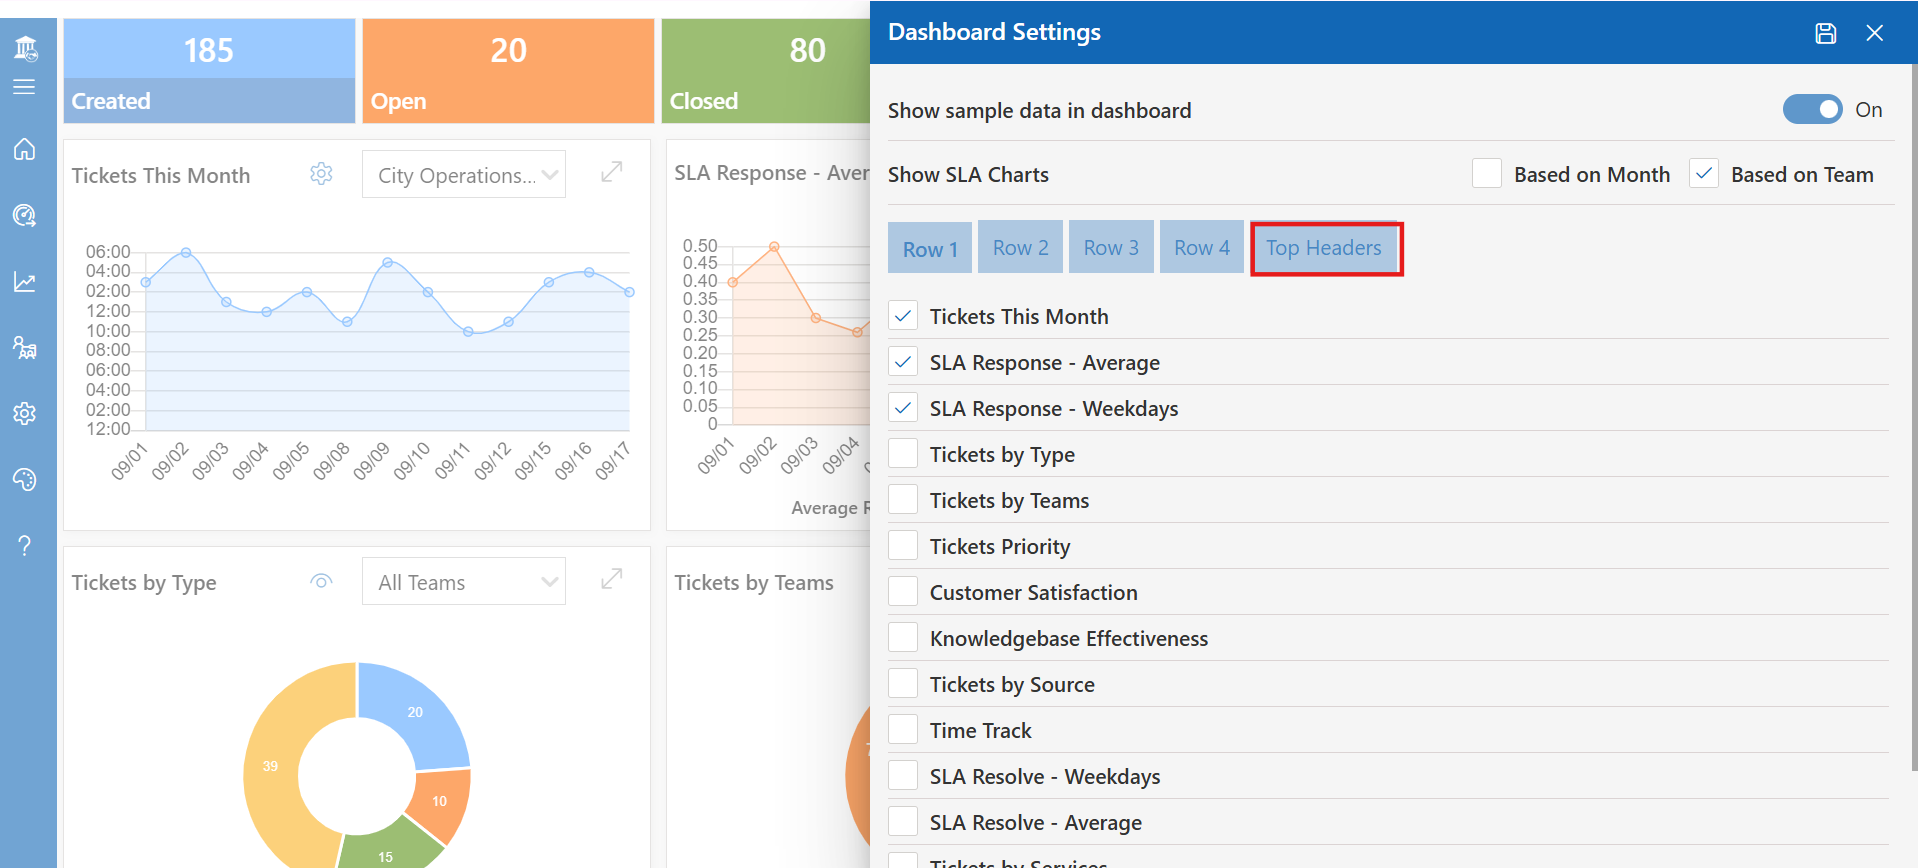 185
Created
20
Open
80
Closed
Tickets This Month
City Operations...
06:00
04:00
02:00
12:00
10:00
08:00
06:00
04:00
02:00
12:00
09/01
09/02
09/03
09/04
09/05
09/08
09/09
09/10
09/11
09/12
09/15
09/16
09/17
SLA Response - Aver
0.50
0.45
0.40
0.35
0.30
0.25
0.20
0.15
0.10
0.05
0
09/01
09/02
09/03
09/04
Average
Tickets by Type
All Teams
20
39
10
15
Tickets by Teams
Dashboard Settings
Show sample data in dashboard
On
Show SLA Charts
Based on Month
Based on Team
Row 1
Row 2
Row 3
Row 4
Top Headers
Tickets This Month
SLA Response - Average
SLA Response - Weekdays
Tickets by Type
Tickets by Teams
Tickets Priority
Customer Satisfaction
Knowledgebase Effectiveness
Tickets by Source
Time Track
SLA Resolve - Weekdays
SLA Resolve - Average
Tickets by Services